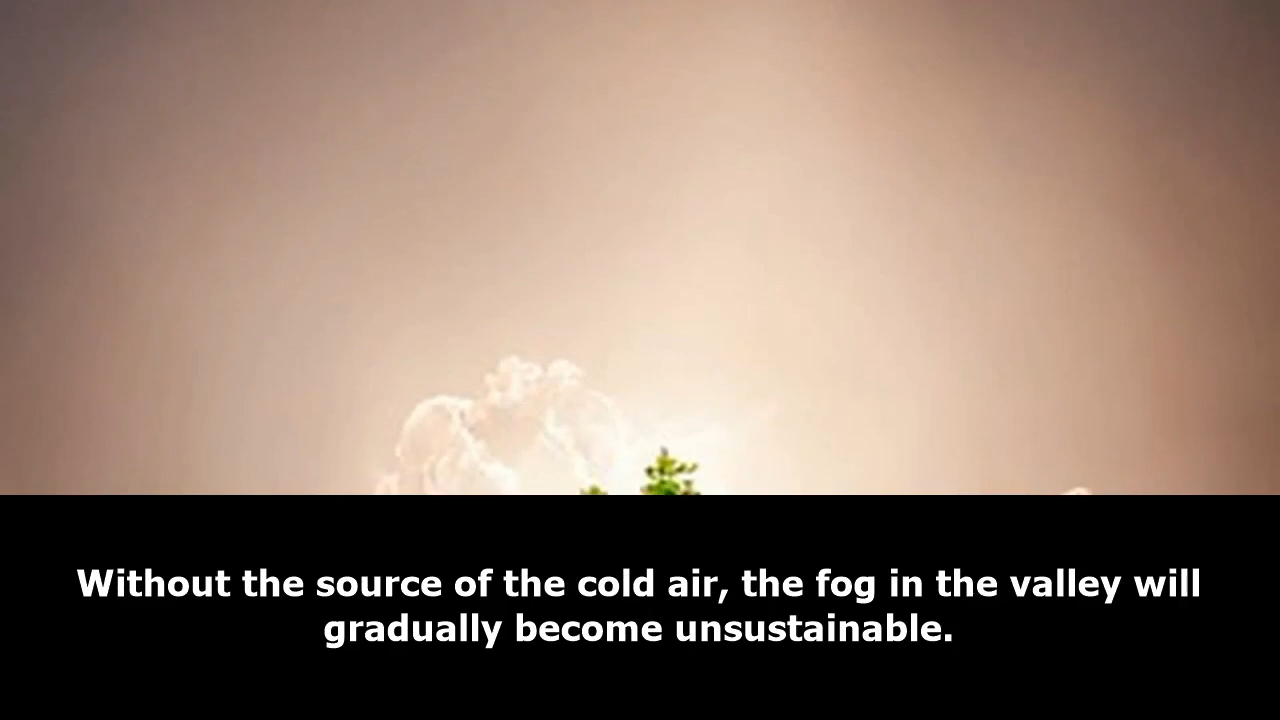 Without the source of the cold air, the fog in the valley will
gradually become unsustainable.